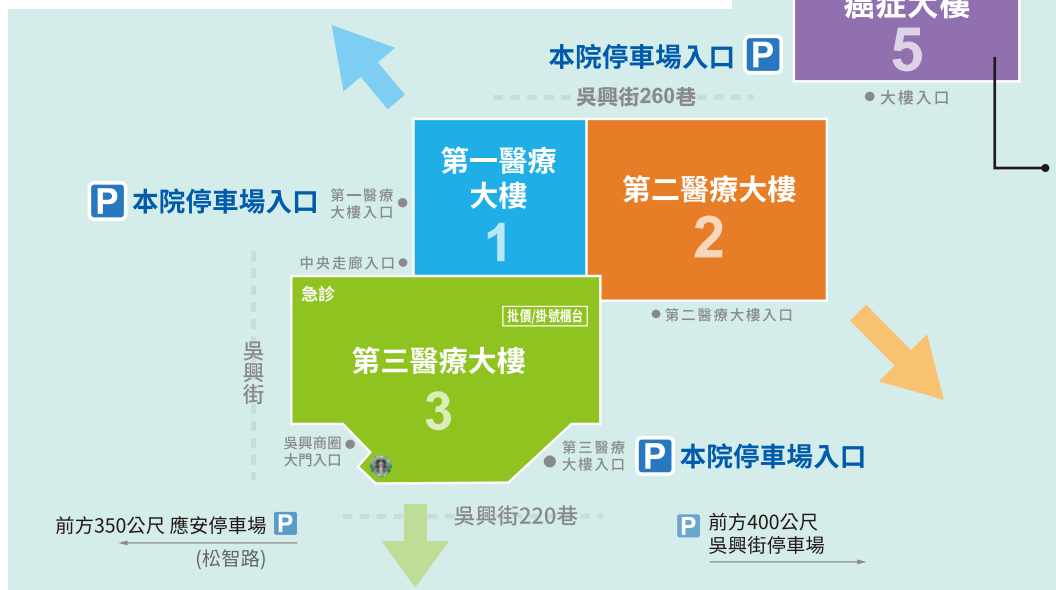 癌症大樓
5
本院停車場入口 P
大樓入口
吳興街260巷
第一醫療
大樓
1
第二醫療大樓
2
P 本院停車場入口
第一醫療
大樓入口
中央走廊入口
急診
批價/掛號櫃台
第二醫療大樓入口
第三醫療大樓
3
吳興街
吳興商圈
大門入口
第三醫療
大樓入口
P 本院停車場入口
吳興街220巷
前方350公尺 應安停車場 P
(松智路)
P 前方400公尺
吳興街停車場